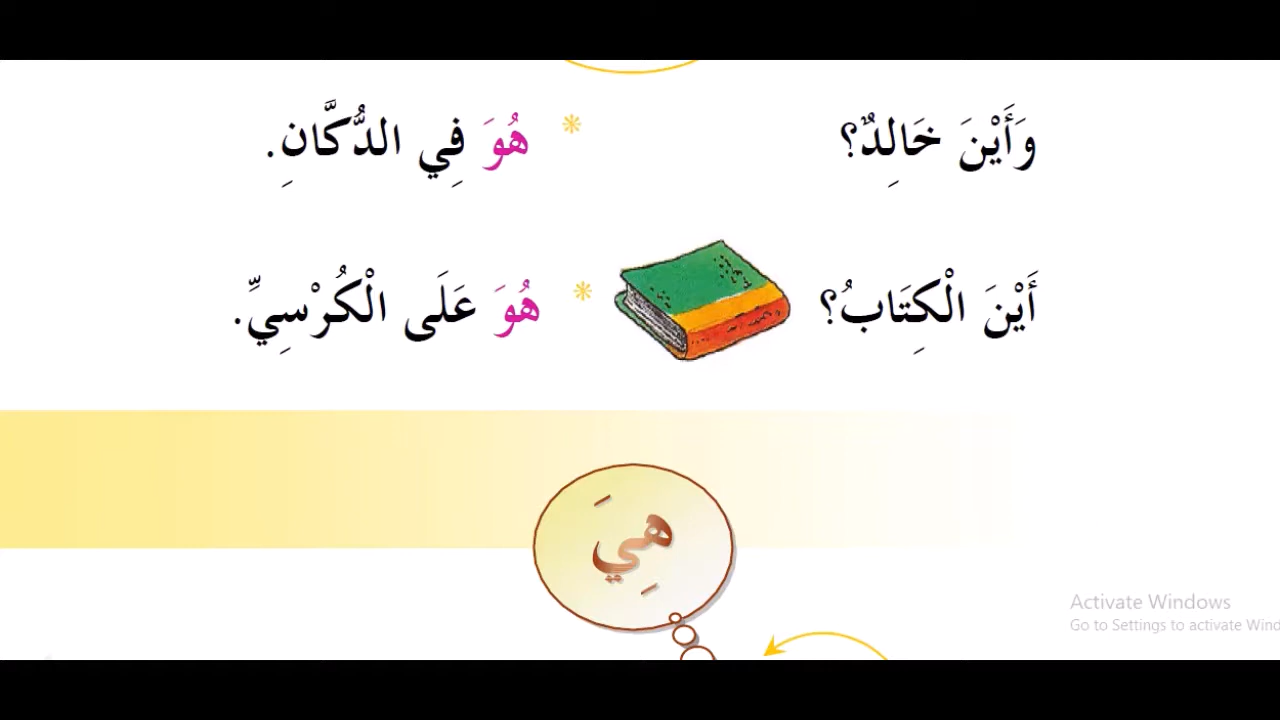 وَأَيْنَ خَالِدٌ؟ * هُوَ فِي الدُّكَّانِ.
أَيْنَ الْكِتَابُ؟ * هُوَ عَلَى الْكُرْسِيِّ.
هِيَ
Activate Windows
Go to Settings to activate Wind